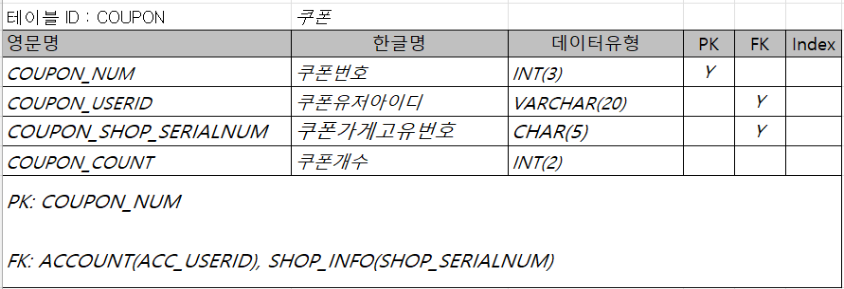 테이블 ID : COUPON 쿠폰
영문명 한글명 데이터유형 PK FK Index
COUPON_NUM 쿠폰번호 INT(3) Y
COUPON_USERID 쿠폰유저아이디 VARCHAR(20) Y
COUPON_SHOP_SERIALNUM 쿠폰가게고유번호 CHAR(5) Y
COUPON_COUNT 쿠폰개수 INT(2)
PK: COUPON_NUM
FK: ACCOUNT(ACC_USERID), SHOP_INFO(SHOP_SERIALNUM)